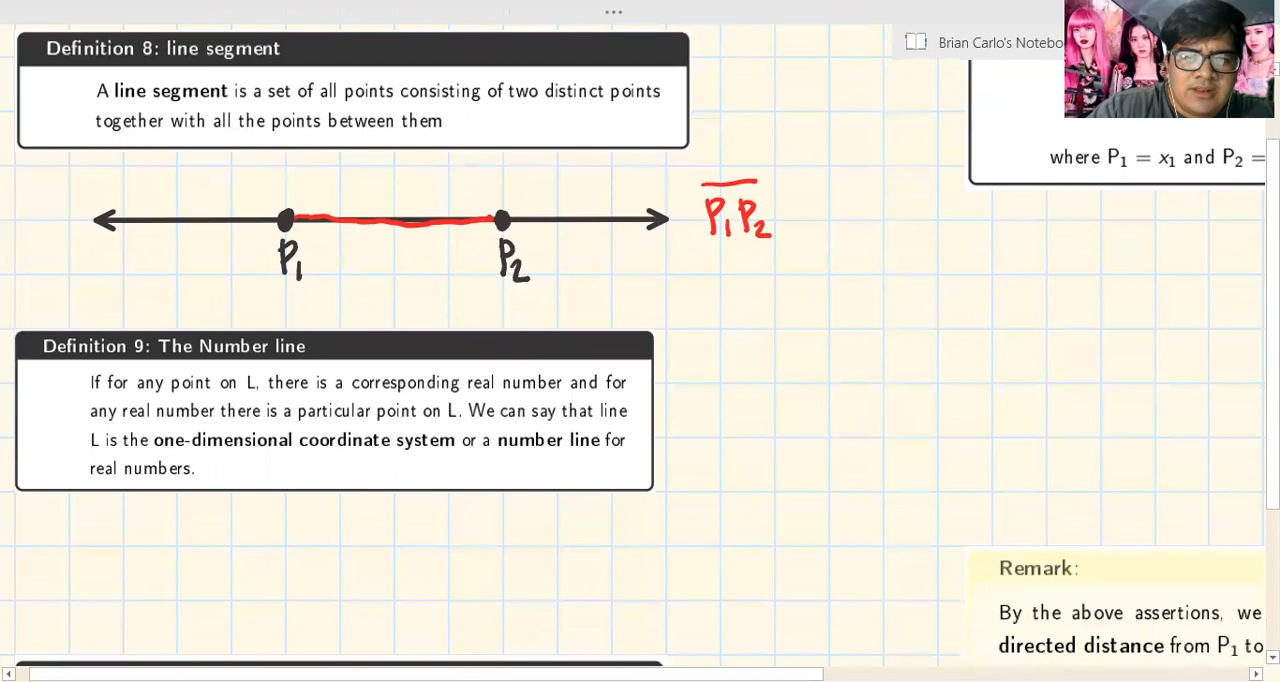 Definition 8: line segment
A line segment is a set of all points consisting of two distinct points
together with all the points between them
P₁
P₂
P₁P₂
Definition 9: The Number line
If for any point on L, there is a corresponding real number and for
any real number there is a particular point on L. We can say that line
L is the one-dimensional coordinate system or a number line for
real numbers.
Brian Carlo's Notebo
where P₁ = x₁ and P₂ =
Remark:
By the above assertions, we
directed distance from P₁ to